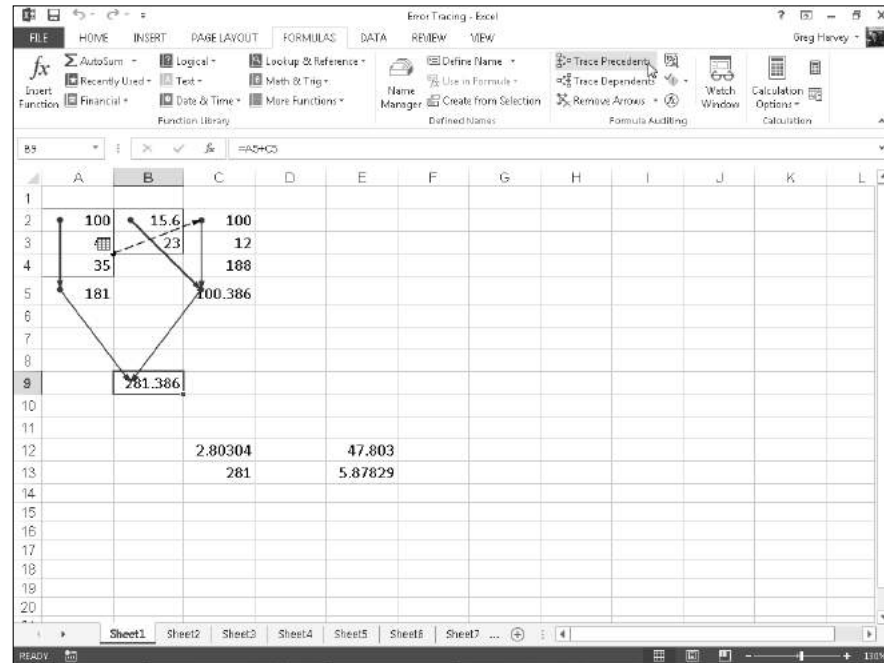 Error Tracing - Excel
FILE HOME INSERT PAGE LAYOUT FORMULAS DATA REVIEW VIEW Greg Harvey
fx Insert Function
Σ AutoSum
Recently Used
Financial
Logical
Text
Date & Time
Lookup & Reference
Math & Trig
More Functions
Function Library
Name Manager
Define Name
Use in Formula
Create from Selection
Defined Names
Trace Precedents
Trace Dependents
Remove Arrows
Formula Auditing
Watch Window
Calculation Options
Calculation
B9 fx =A5+C5
A B C D E F G H I J K L
1
2 100 15.6 100
3 23 12
4 35 188
5 181 100.386
6
7
8
9 281.386
10
11
12 2.80304 47.803
13 281 5.87829
14
15
16
17
18
19
20
Sheet1 Sheet2 Sheet3 Sheet4 Sheet5 Sheet6 Sheet7 ...
READY 130%